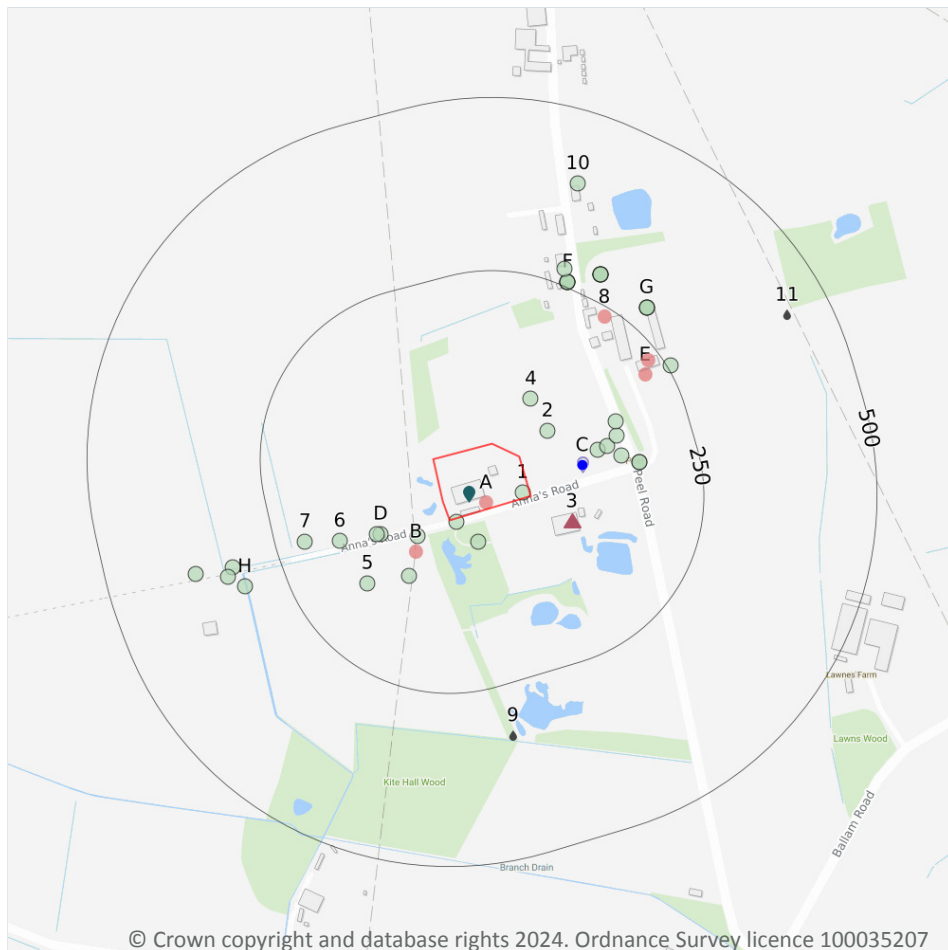 10
F
8
G
11
E
4
2
500
C
250
A
1
Anna's Road
Peel Road
3
7
6
D
Anna's Road
B
H
5
Lawnes Farm
9
Lawns Wood
Kite Hall Wood
Ballam Road
Branch Drain
© Crown copyright and database rights 2024. Ordnance Survey licence 100035207